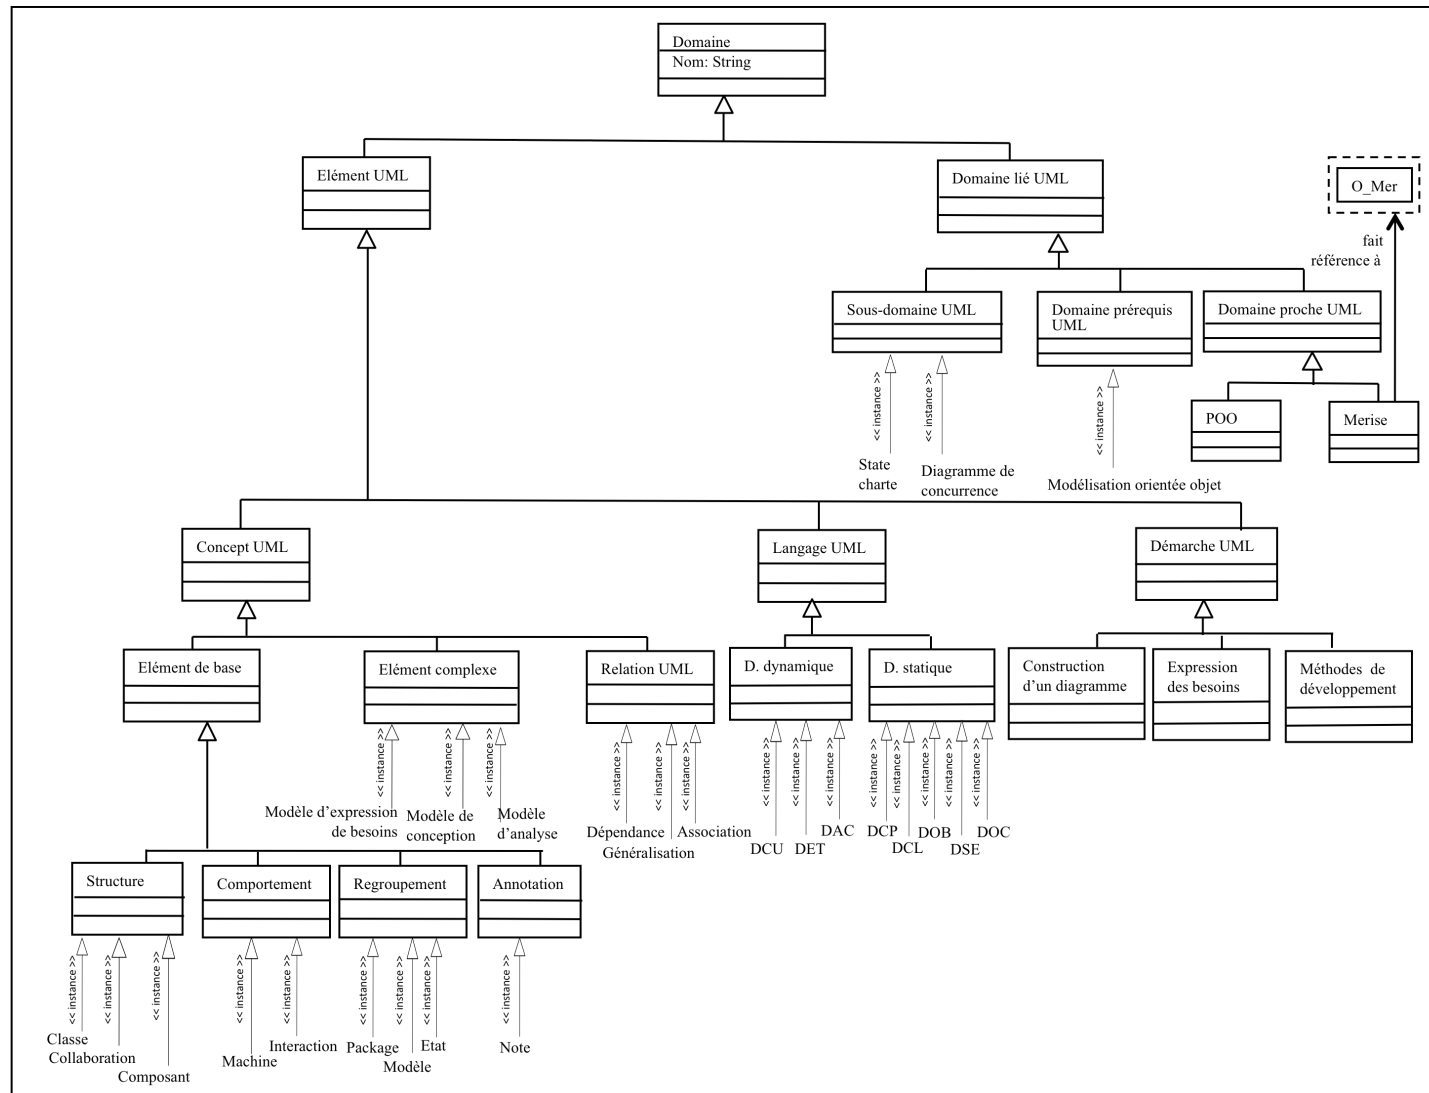 Domaine
Nom: String
Elément UML
Domaine lié UML
O_Mer
fait
référence à
Sous-domaine UML
Domaine prérequis
UML
Domaine proche UML
<< instance >>
<< instance >>
<< instance >>
POO
Merise
State
charte
Diagramme de
concurrence
Modélisation orientée objet
Concept UML
Langage UML
Démarche UML
Elément de base
Elément complexe
Relation UML
D. dynamique
D. statique
Construction
d’un diagramme
Expression
des besoins
Méthodes de
développement
<< instance >>
<< instance >>
<< instance >>
<< instance >>
<< instance >>
<< instance >>
<< instance >>
<< instance >>
<< instance >>
<< instance >>
<< instance >>
<< instance >>
<< instance >>
<< instance >>
Modèle d’expression
de besoins
Modèle de
conception
Modèle
d’analyse
Dépendance
Généralisation
Association
DCU
DET
DAC
DCP
DCL
DOB
DSE
DOC
Structure
Comportement
Regroupement
Annotation
<< instance >>
<< instance >>
<< instance >>
<< instance >>
<< instance >>
<< instance >>
<< instance >>
<< instance >>
<< instance >>
Classe
Collaboration
Composant
Machine
Interaction
Package
Modèle
Etat
Note